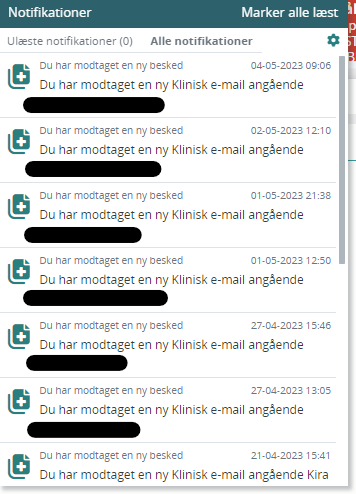 Notifikationer Marker alle læst
Ulæste notifikationer (0) Alle notifikationer
Du har modtaget en ny besked 04-05-2023 09:06
Du har modtaget en ny Klinisk e-mail angående
Du har modtaget en ny besked 02-05-2023 12:10
Du har modtaget en ny Klinisk e-mail angående
Du har modtaget en ny besked 01-05-2023 21:38
Du har modtaget en ny Klinisk e-mail angående
Du har modtaget en ny besked 01-05-2023 12:50
Du har modtaget en ny Klinisk e-mail angående
Du har modtaget en ny besked 27-04-2023 15:46
Du har modtaget en ny Klinisk e-mail angående
Du har modtaget en ny besked 27-04-2023 13:05
Du har modtaget en ny Klinisk e-mail angående
Du har modtaget en ny besked 21-04-2023 15:41
Du har modtaget en ny Klinisk e-mail angående Kira